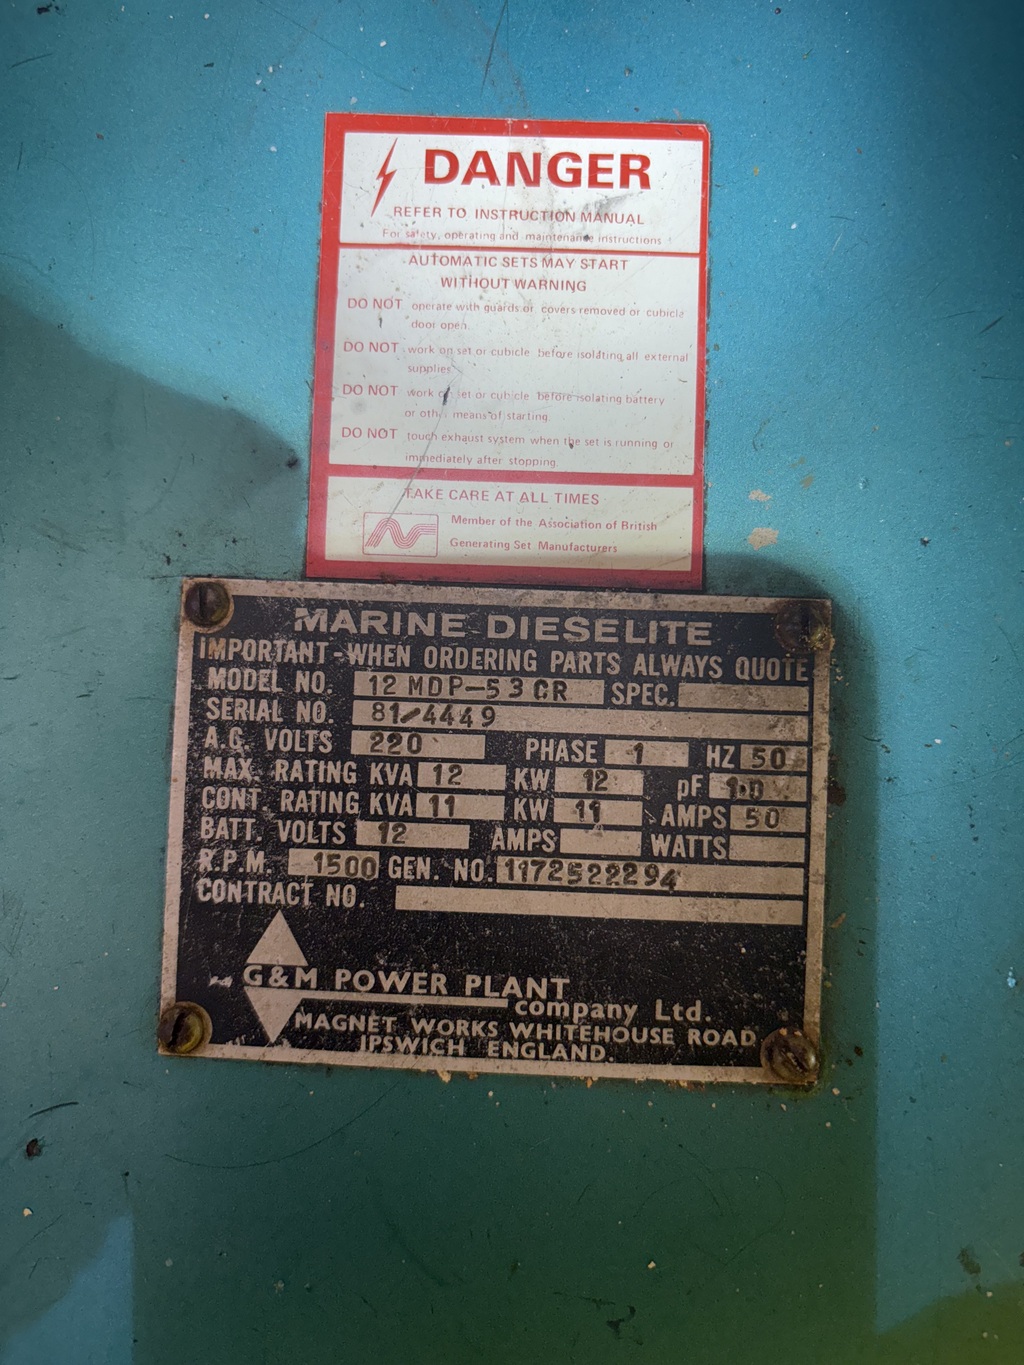 DANGER
REFER TO INSTRUCTION MANUAL
For safety, operating and maintenance instructions
AUTOMATIC SETS MAY START
WITHOUT WARNING
DO NOT operate with guards or covers removed or cubicle
door open.
DO NOT work on set or cubicle before isolating all external
supplies.
DO NOT work on set or cubicle before isolating battery
or other means of starting.
DO NOT touch exhaust system when the set is running or
immediately after stopping.
TAKE CARE AT ALL TIMES
Member of the Association of British
Generating Set Manufacturers
MARINE DIESELITE
IMPORTANT-WHEN ORDERING PARTS ALWAYS QUOTE
MODEL NO. 12 MDP-53CR SPEC.
SERIAL NO. 81/4449
A.C. VOLTS 220 PHASE 1 HZ 50
MAX. RATING KVA 12 KW 12 pF 1.0
CONT. RATING KVA 11 KW 11 AMPS 50
BATT. VOLTS 12 AMPS WATTS
R.P.M. 1500 GEN. NO. 1172522294
CONTRACT NO.
G&M POWER PLANT
company Ltd.
MAGNET WORKS WHITEHOUSE ROAD
IPSWICH ENGLAND.